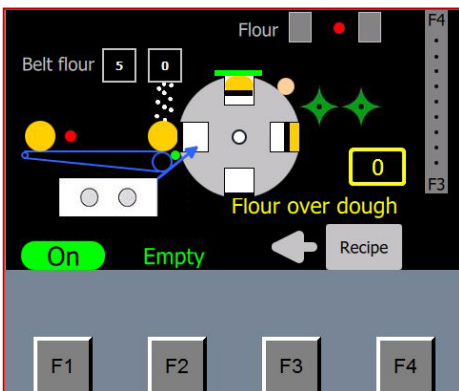 Flour
F4
Belt flour 5 0
0
F3
Flour over dough
On Empty Recipe
F1 F2 F3 F4